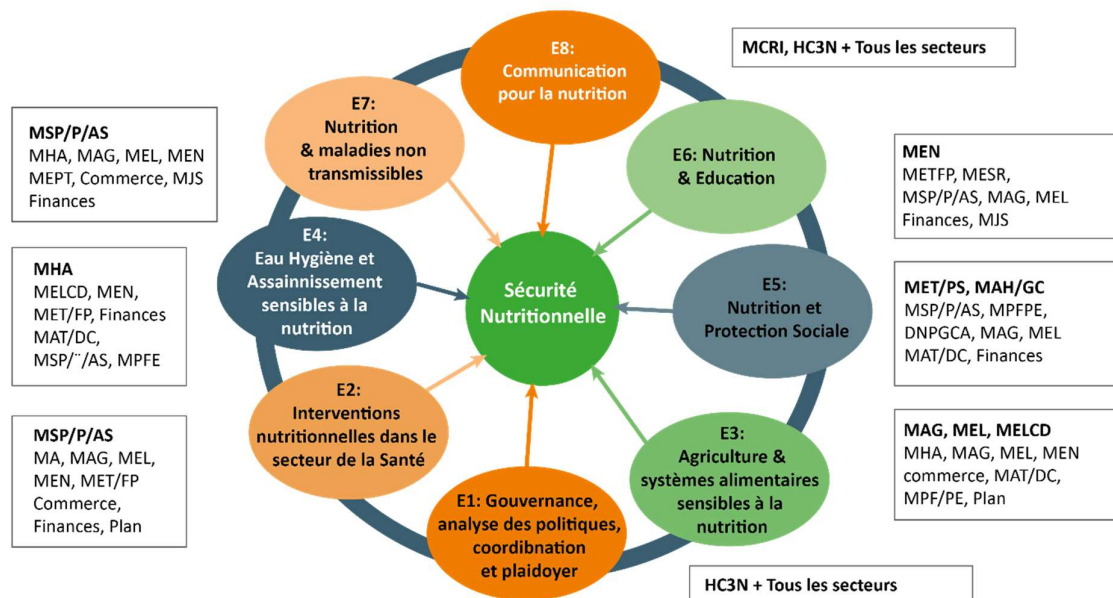 E8:
Communication
pour la nutrition
MCRI, HC3N + Tous les secteurs
E7:
Nutrition
& maladies non
transmissibles
MSP/P/AS
MHA, MAG, MEL, MEN
MEPT, Commerce, MJS
Finances
E6: Nutrition
& Education
MEN
METFP, MESR,
MSP/P/AS, MAG, MEL
Finances, MJS
E4:
Eau Hygiène et
Assainnissement
sensibles à la
nutrition
MHA
MELCD, MEN,
MET/FP, Finances
MAT/DC,
MSP/¨/AS, MPFE
Sécurité
Nutritionnelle
E5:
Nutrition et
Protection Sociale
MET/PS, MAH/GC
MSP/P/AS, MPFPE,
DNPGCA, MAG, MEL
MAT/DC, Finances
E2:
Interventions
nutritionnelles dans le
secteur de la Santé
MSP/P/AS
MA, MAG, MEL,
MEN, MET/FP
Commerce,
Finances, Plan
E3:
Agriculture &
systèmes alimentaires
sensibles à la
nutrition
MAG, MEL, MELCD
MHA, MAG, MEL, MEN
commerce, MAT/DC,
MPF/PE, Plan
E1: Gouvernance,
analyse des politiques,
coordibnation
et plaidoyer
HC3N + Tous les secteurs